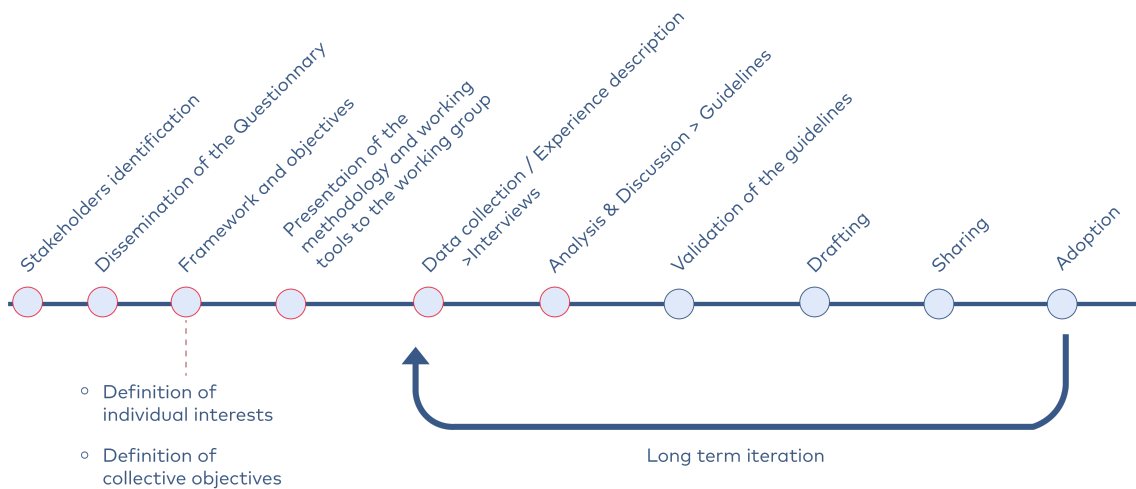 Stakeholders identification
Dissemination of the Questionnary
Framework and objectives
Presentaion of the
methodology and working
tools to the working group
Data collection / Experience description
>Interviews
Analysis & Discussion > Guidelines
Validation of the guidelines
Drafting
Sharing
Adoption
Definition of
individual interests
Definition of
collective objectives
Long term iteration